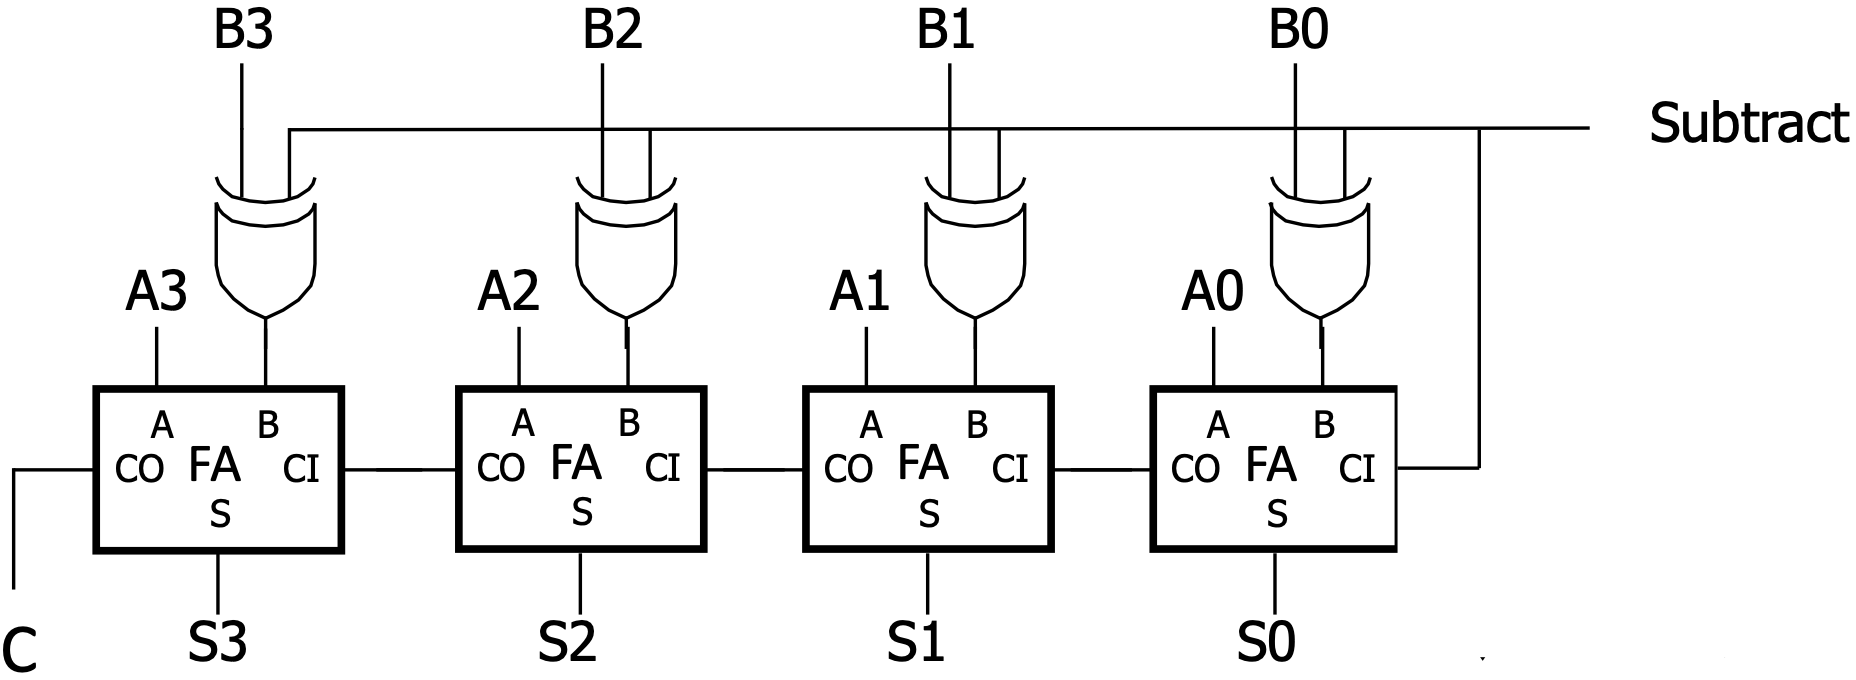 B3 B2 B1 B0
Subtract
A3 A2 A1 A0
A B A B A B A B
CO FA CI CO FA CI CO FA CI CO FA CI
S S S S
C S3 S2 S1 S0